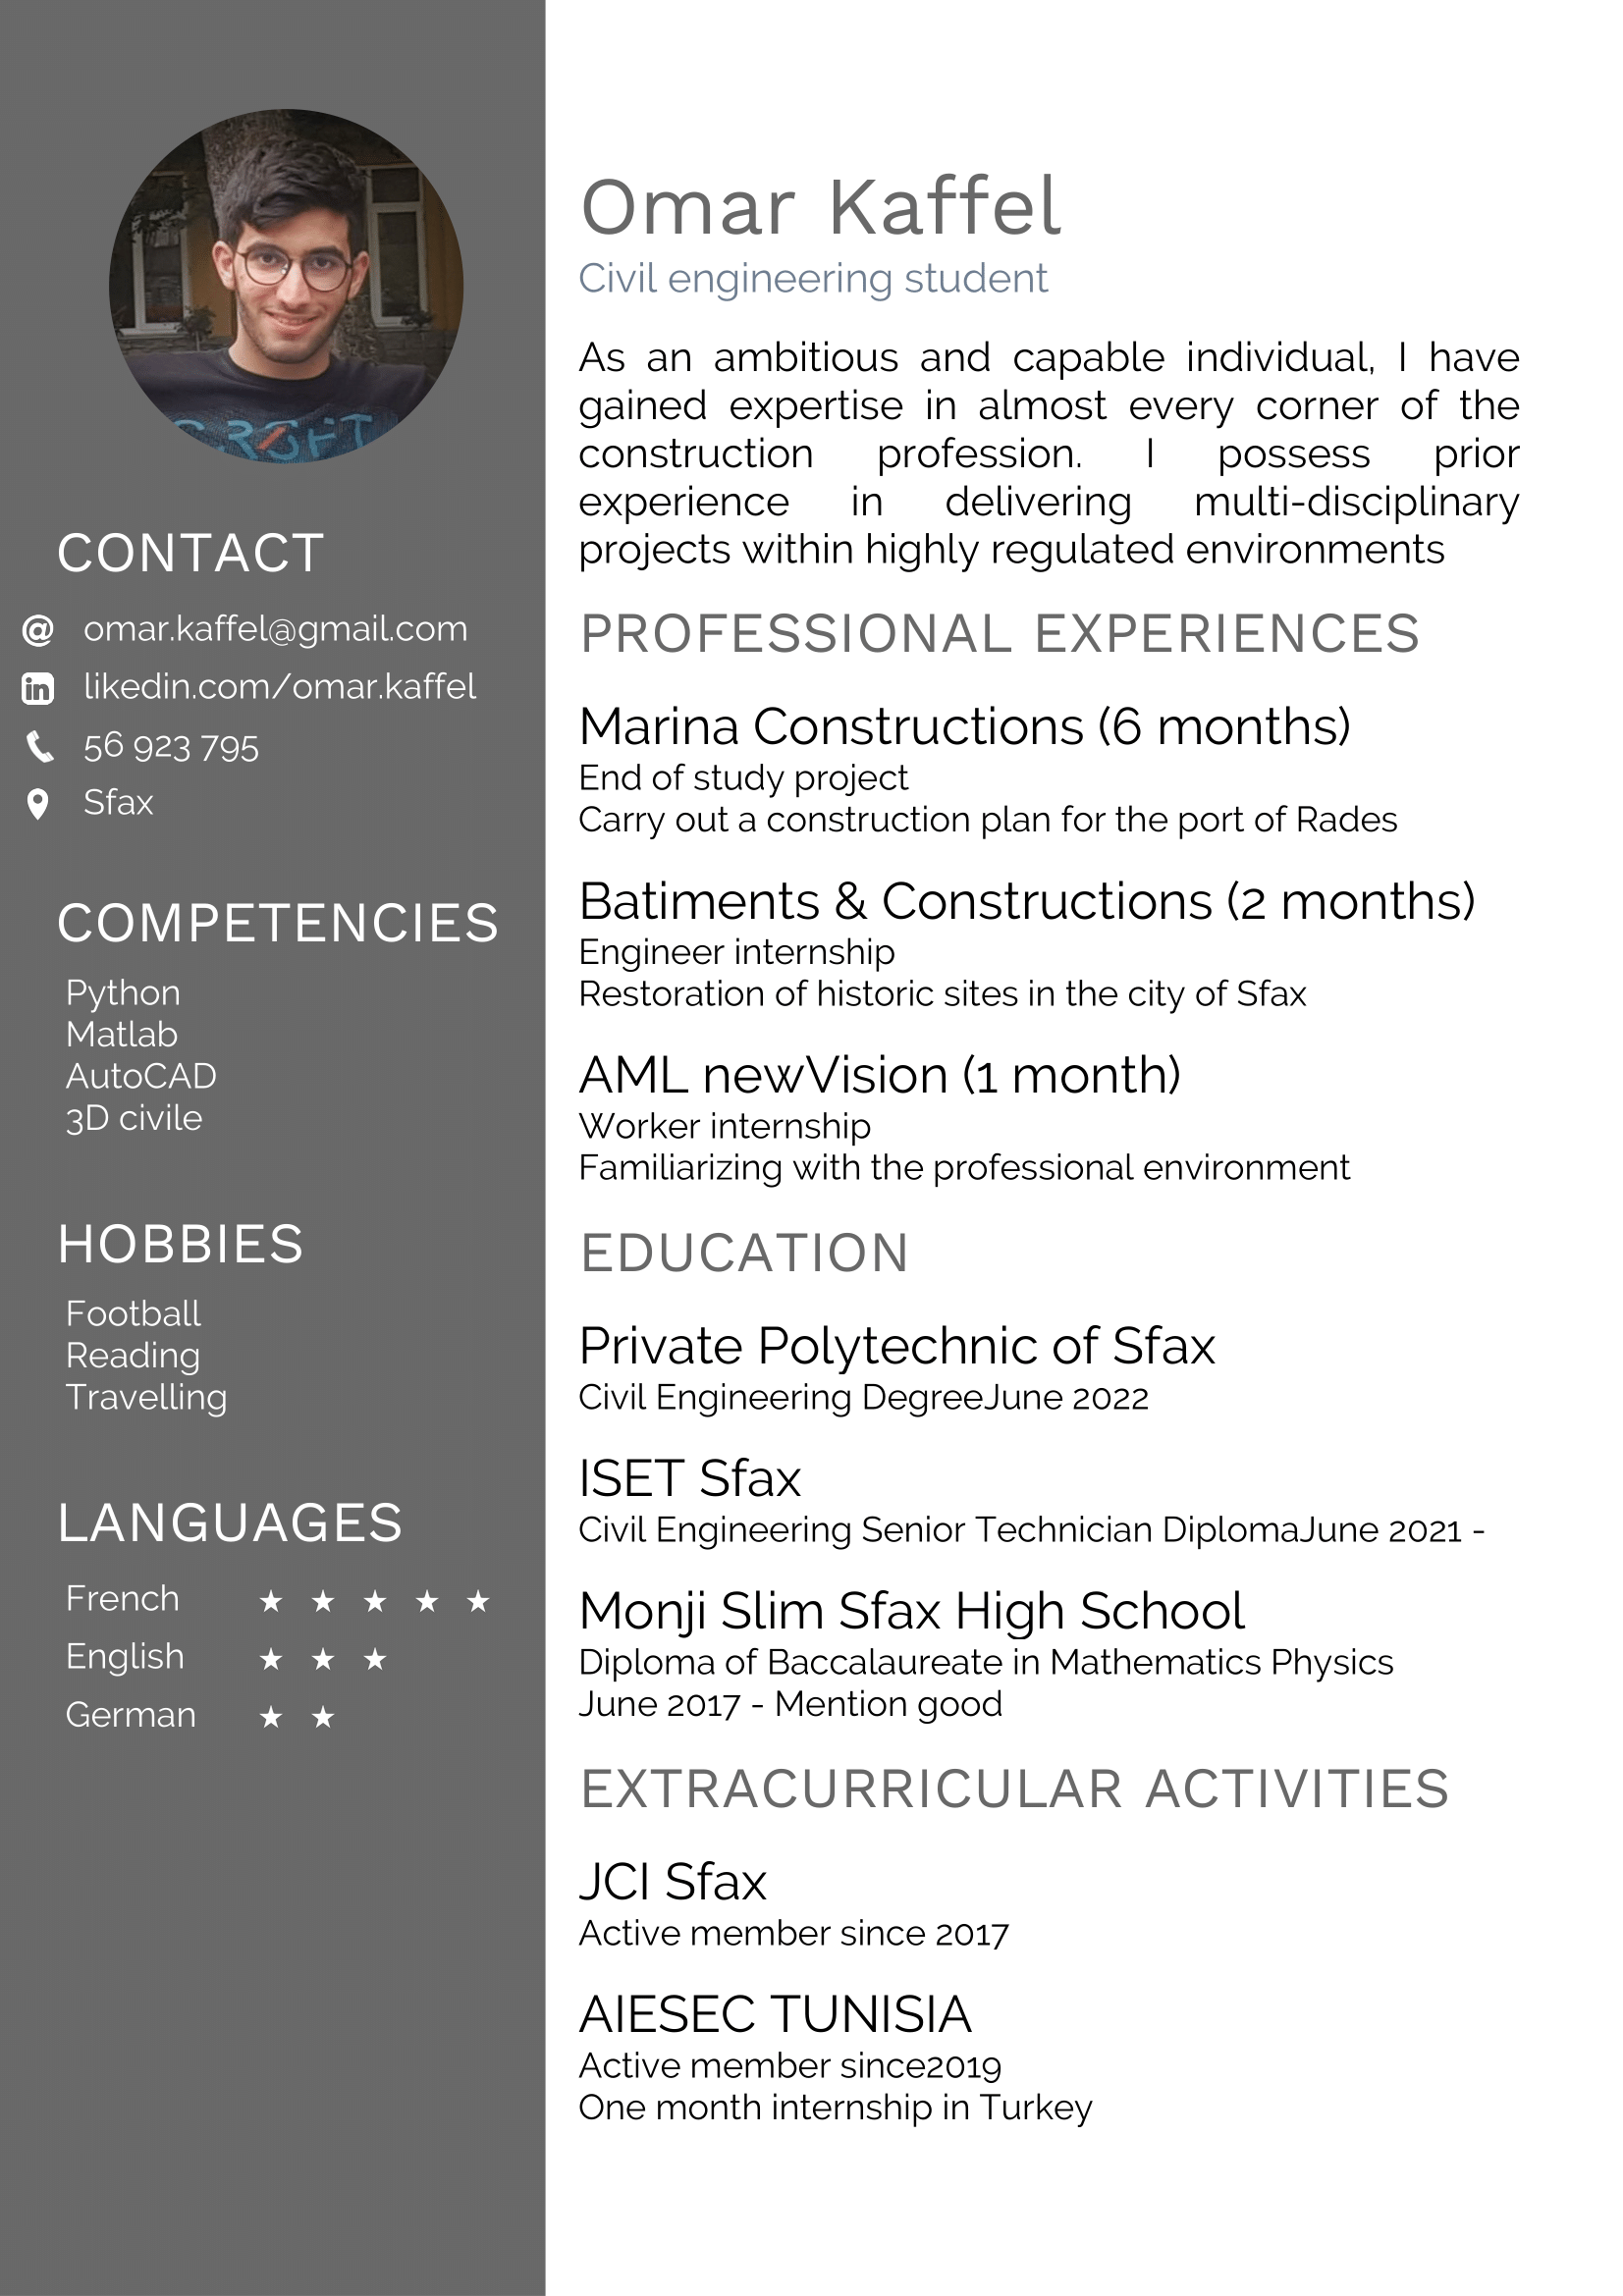 Omar Kaffel
Civil engineering student
As an ambitious and capable individual, I have
gained expertise in almost every corner of the
construction profession. I possess prior
experience in delivering multi-disciplinary
projects within highly regulated environments
CONTACT
omar.kaffel@gmail.com
likedin.com/omar.kaffel
56 923 795
Sfax
COMPETENCIES
Python
Matlab
AutoCAD
3D civile
HOBBIES
Football
Reading
Travelling
LANGUAGES
French ★ ★ ★ ★ ★
English ★ ★ ★
German ★ ★
PROFESSIONAL EXPERIENCES
Marina Constructions (6 months)
End of study project
Carry out a construction plan for the port of Rades
Batiments & Constructions (2 months)
Engineer internship
Restoration of historic sites in the city of Sfax
AML newVision (1 month)
Worker internship
Familiarizing with the professional environment
EDUCATION
Private Polytechnic of Sfax
Civil Engineering DegreeJune 2022
ISET Sfax
Civil Engineering Senior Technician DiplomaJune 2021 -
Monji Slim Sfax High School
Diploma of Baccalaureate in Mathematics Physics
June 2017 - Mention good
EXTRACURRICULAR ACTIVITIES
JCI Sfax
Active member since 2017
AIESEC TUNISIA
Active member since2019
One month internship in Turkey